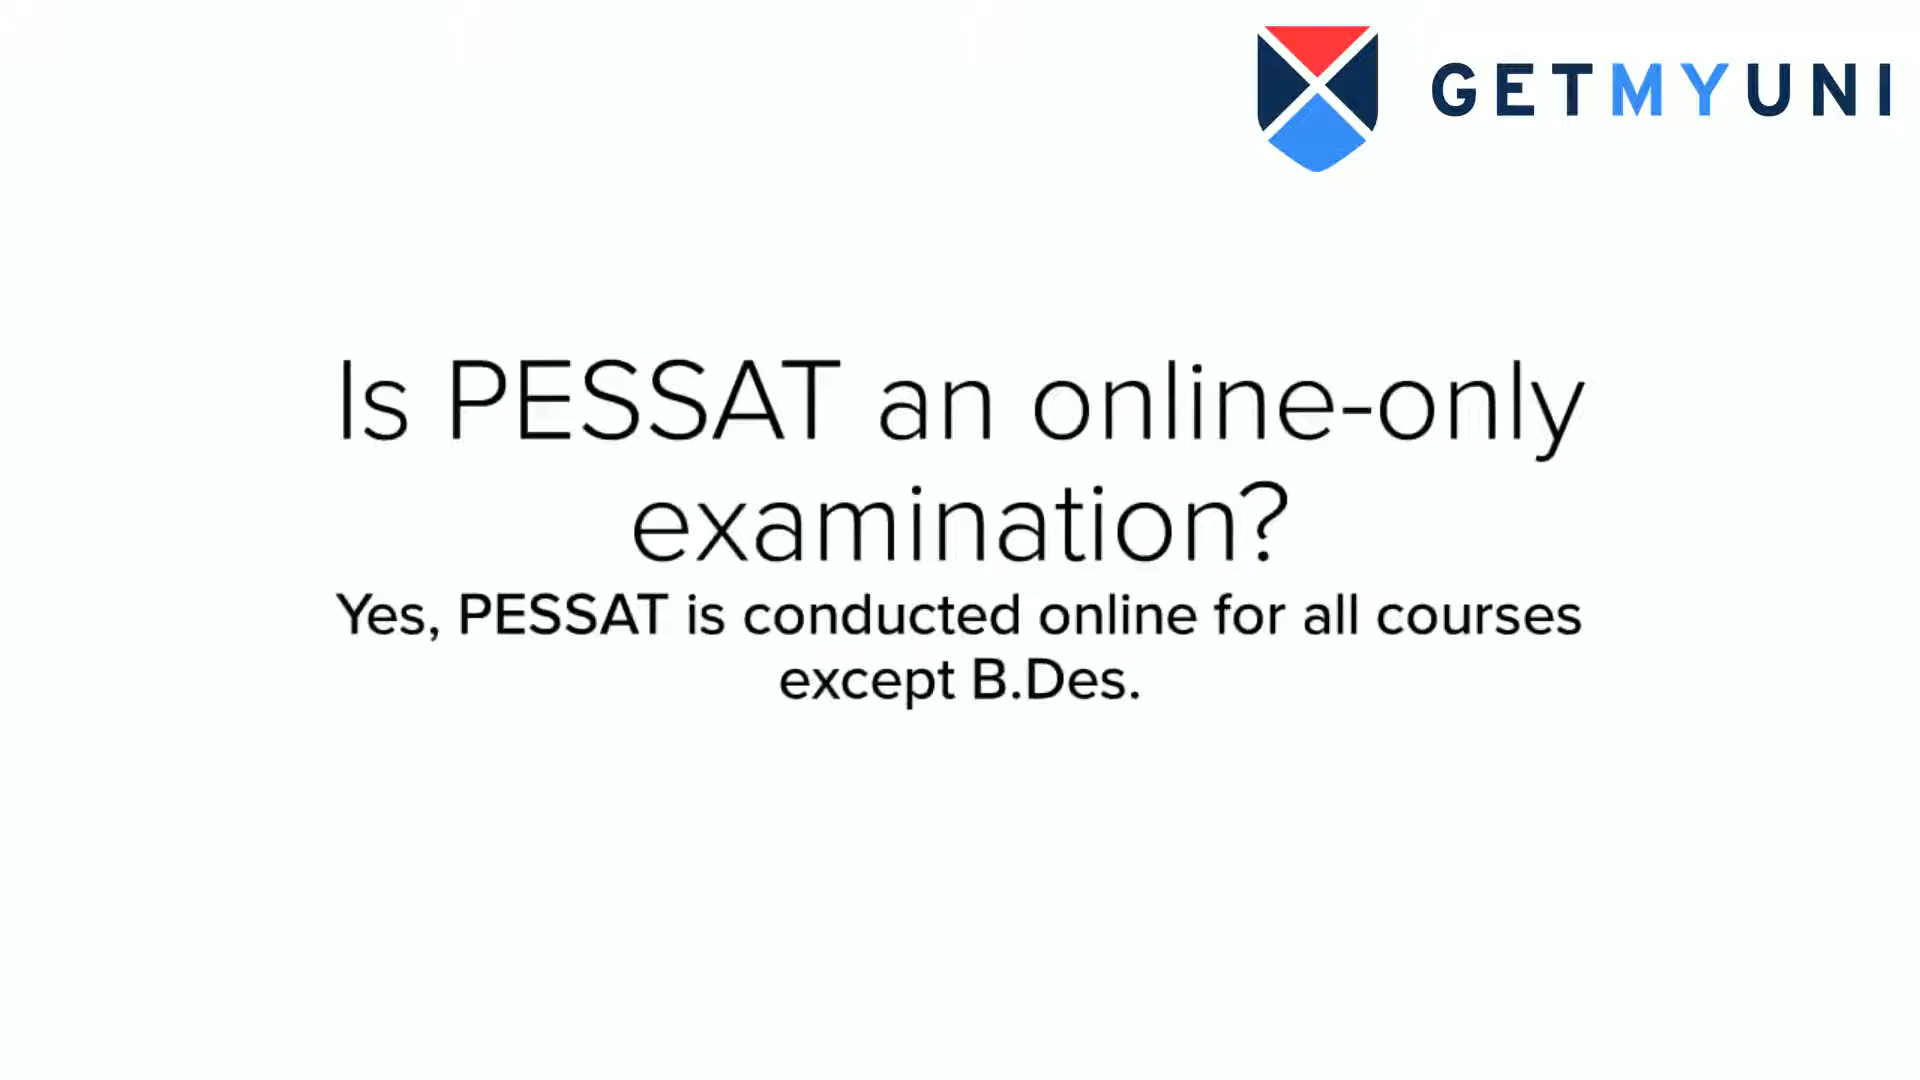 GETMYUNI
Is PESSAT an online-only
examination?
Yes, PESSAT is conducted online for all courses
except B.Des.